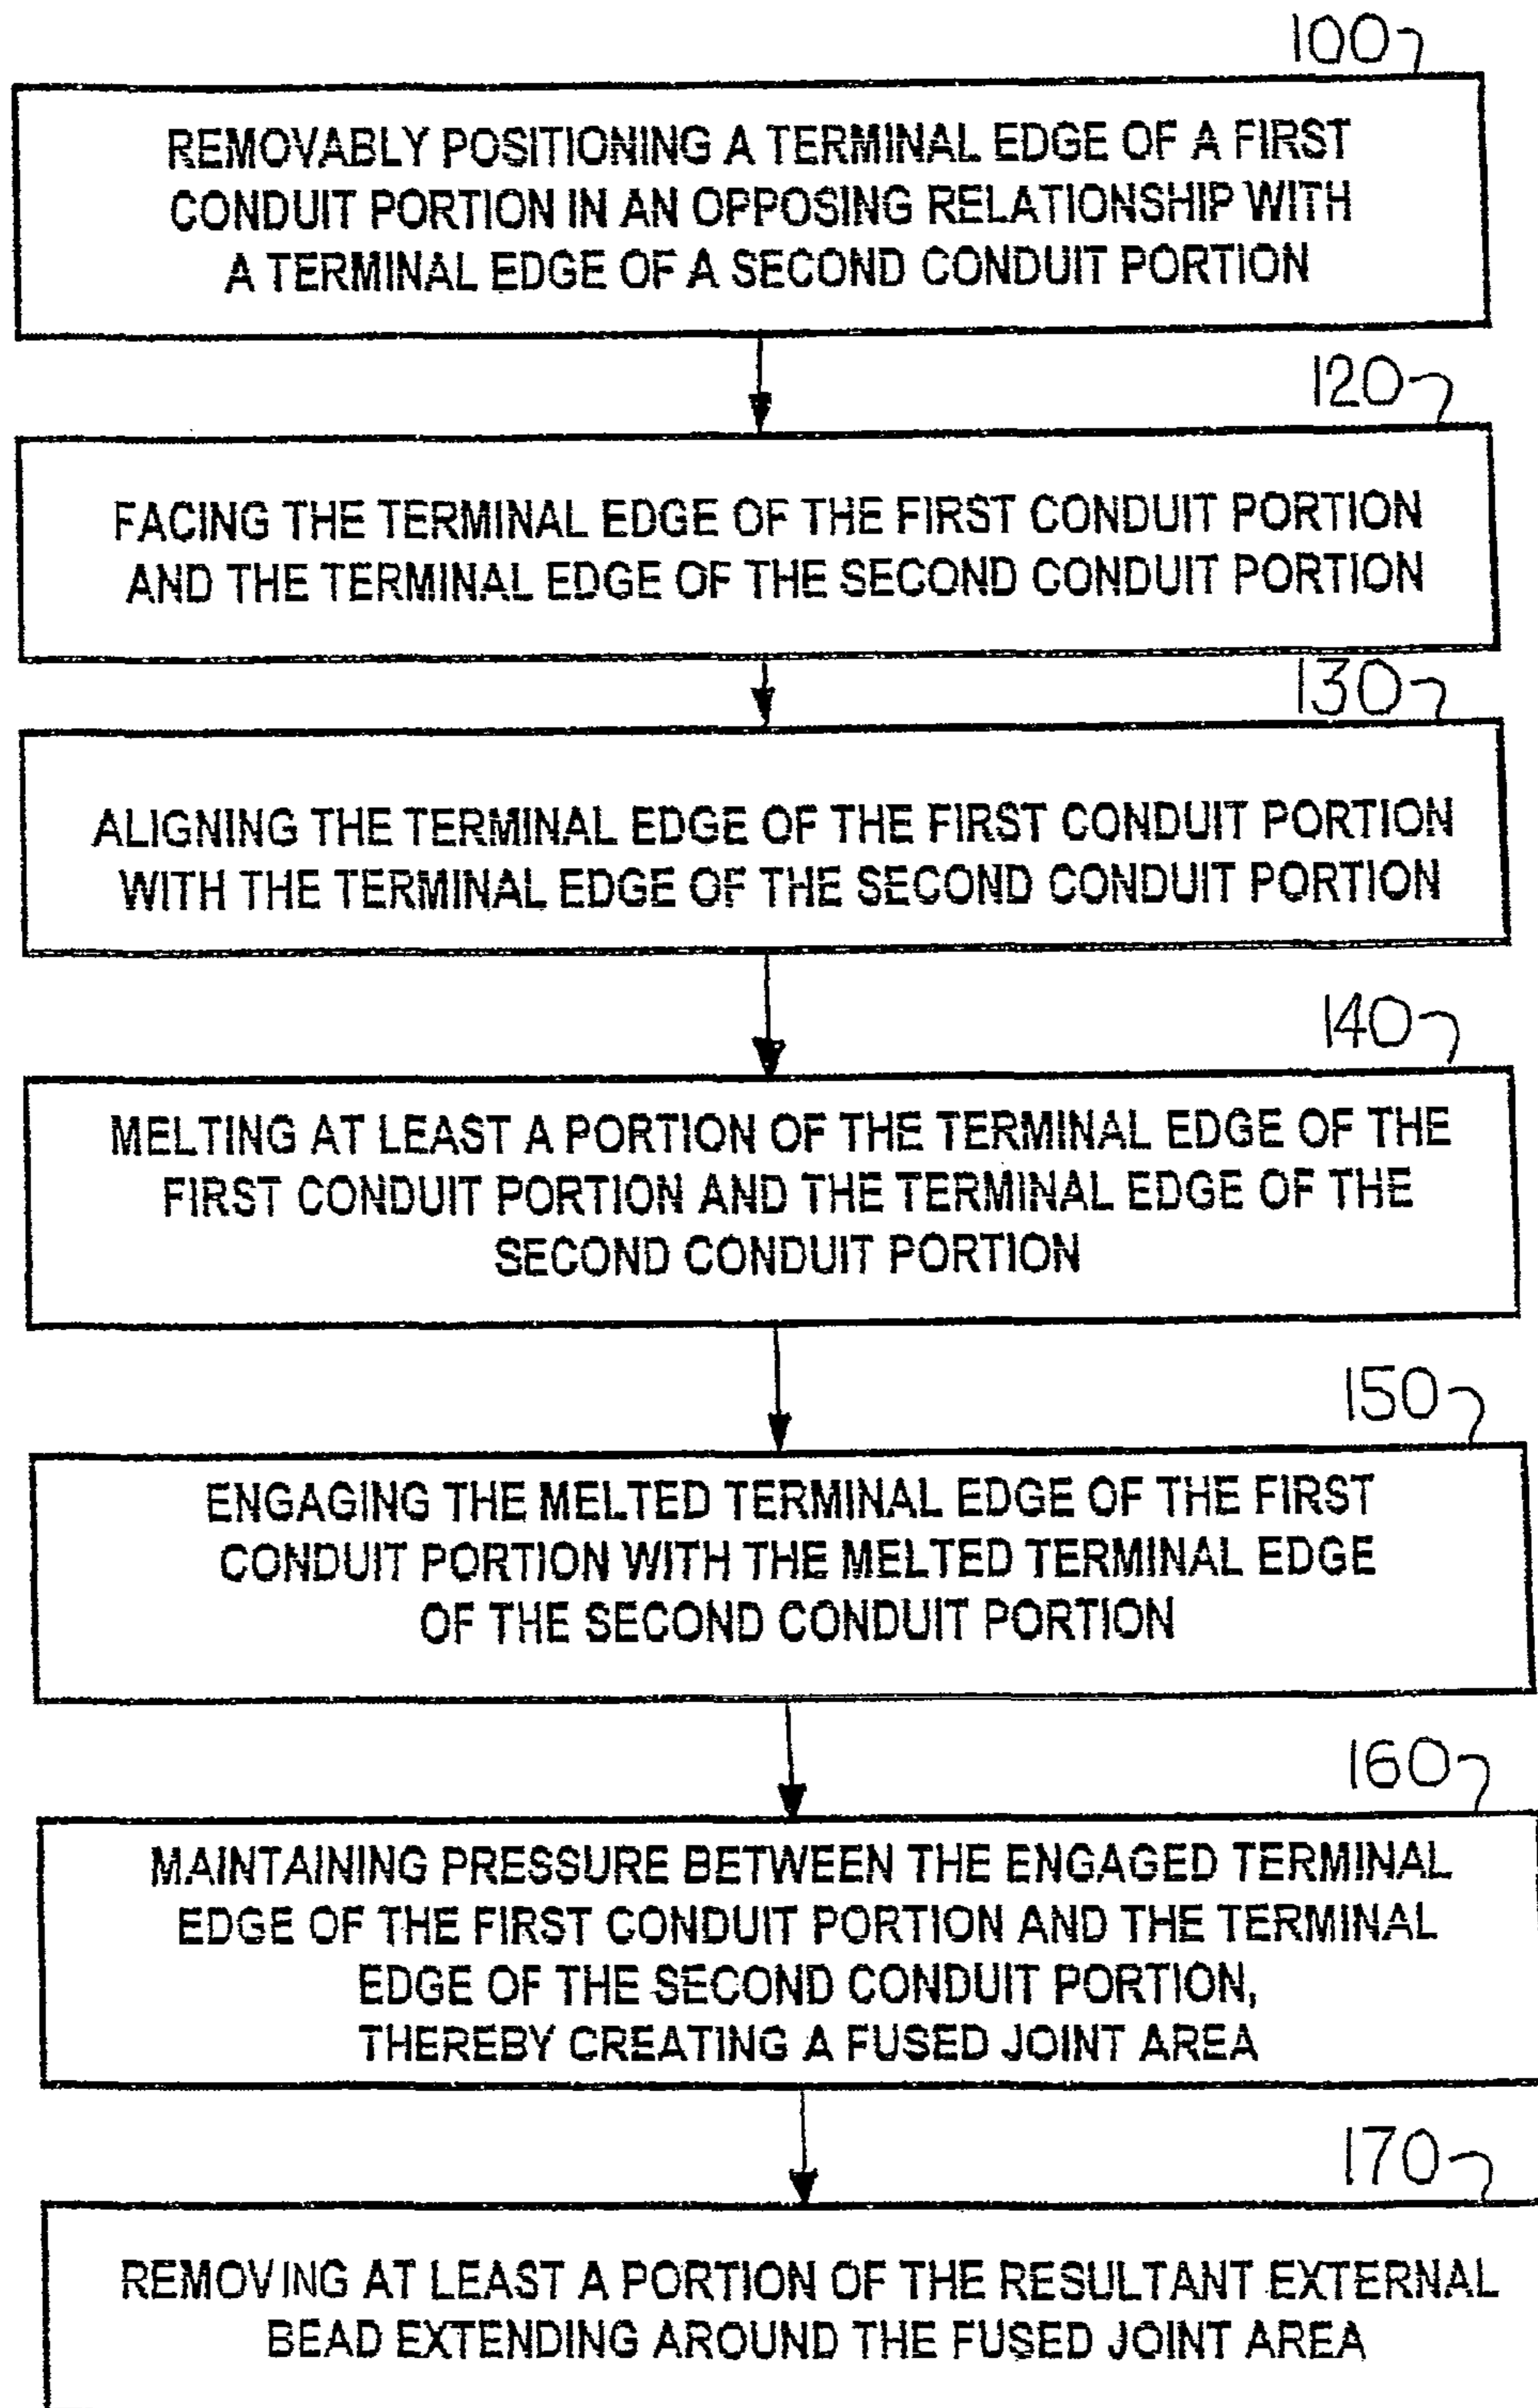 100
REMOVABLY POSITIONING A TERMINAL EDGE OF A FIRST
CONDUIT PORTION IN AN OPPOSING RELATIONSHIP WITH
A TERMINAL EDGE OF A SECOND CONDUIT PORTION
120
FACING THE TERMINAL EDGE OF THE FIRST CONDUIT PORTION
AND THE TERMINAL EDGE OF THE SECOND CONDUIT PORTION
130
ALIGNING THE TERMINAL EDGE OF THE FIRST CONDUIT PORTION
WITH THE TERMINAL EDGE OF THE SECOND CONDUIT PORTION
140
MELTING AT LEAST A PORTION OF THE TERMINAL EDGE OF THE
FIRST CONDUIT PORTION AND THE TERMINAL EDGE OF THE
SECOND CONDUIT PORTION
150
ENGAGING THE MELTED TERMINAL EDGE OF THE FIRST
CONDUIT PORTION WITH THE MELTED TERMINAL EDGE
OF THE SECOND CONDUIT PORTION
160
MAINTAINING PRESSURE BETWEEN THE ENGAGED TERMINAL
EDGE OF THE FIRST CONDUIT PORTION AND THE TERMINAL
EDGE OF THE SECOND CONDUIT PORTION,
THEREBY CREATING A FUSED JOINT AREA
170
REMOVING AT LEAST A PORTION OF THE RESULTANT EXTERNAL
BEAD EXTENDING AROUND THE FUSED JOINT AREA